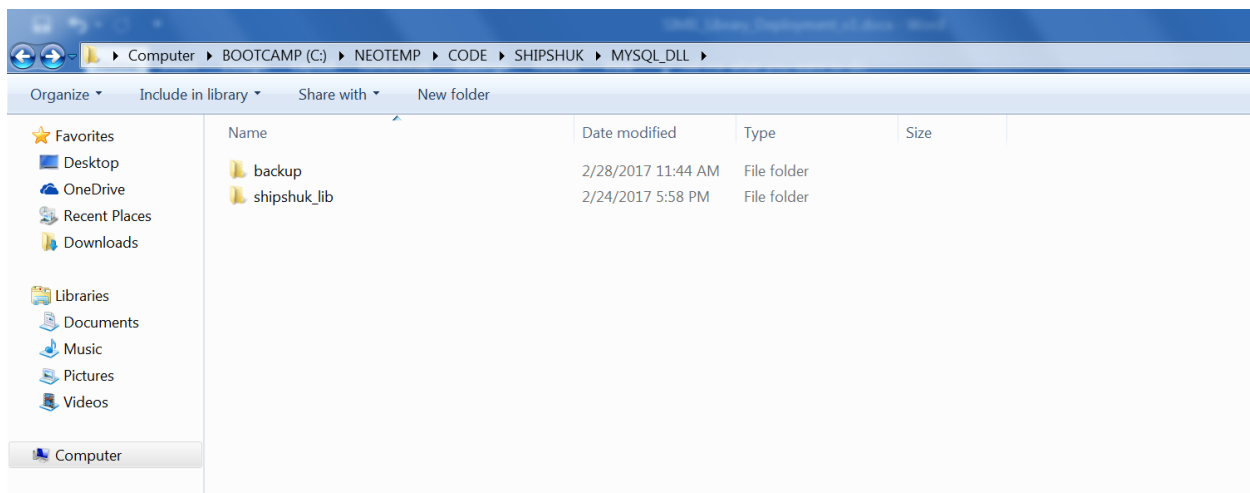 Computer BOOTCAMP (C:) NEOTEMP CODE SHIPSHUK MYSQL_DLL
Organize Include in library Share with New folder
Favorites
Desktop
OneDrive
Recent Places
Downloads
Libraries
Documents
Music
Pictures
Videos
Computer
Name Date modified Type Size
backup 2/28/2017 11:44 AM File folder
shipshuk_lib 2/24/2017 5:58 PM File folder